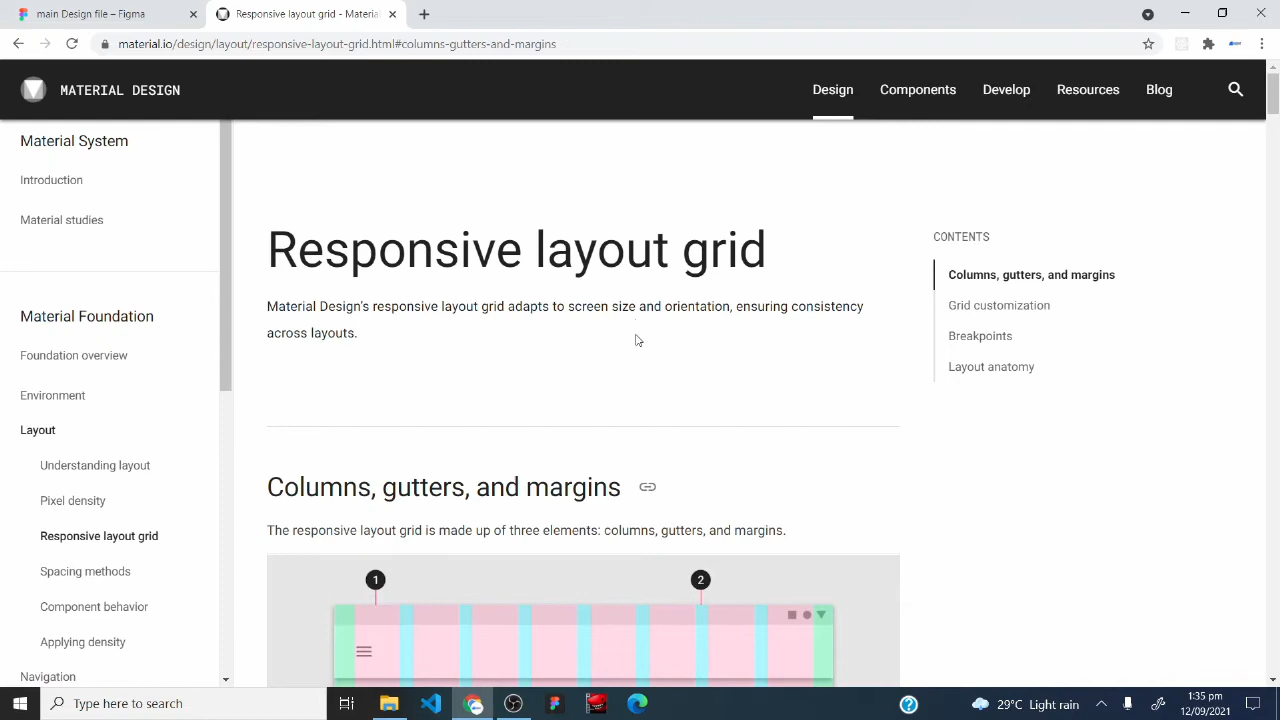 main Design file – Figma
Responsive layout grid - Materia
material.io/design/layout/responsive-layout-grid.html#columns-gutters-and-margins
MATERIAL DESIGN
Design
Components
Develop
Resources
Blog
Material System
Introduction
Material studies
Material Foundation
Foundation overview
Environment
Layout
Understanding layout
Pixel density
Responsive layout grid
Spacing methods
Component behavior
Applying density
Navigation
Responsive layout grid
Material Design's responsive layout grid adapts to screen size and orientation, ensuring consistency
across layouts.
Columns, gutters, and margins
The responsive layout grid is made up of three elements: columns, gutters, and margins.
1
2
CONTENTS
Columns, gutters, and margins
Grid customization
Breakpoints
Layout anatomy
Type here to search
29°C Light rain
1:35 pm
12/09/2021